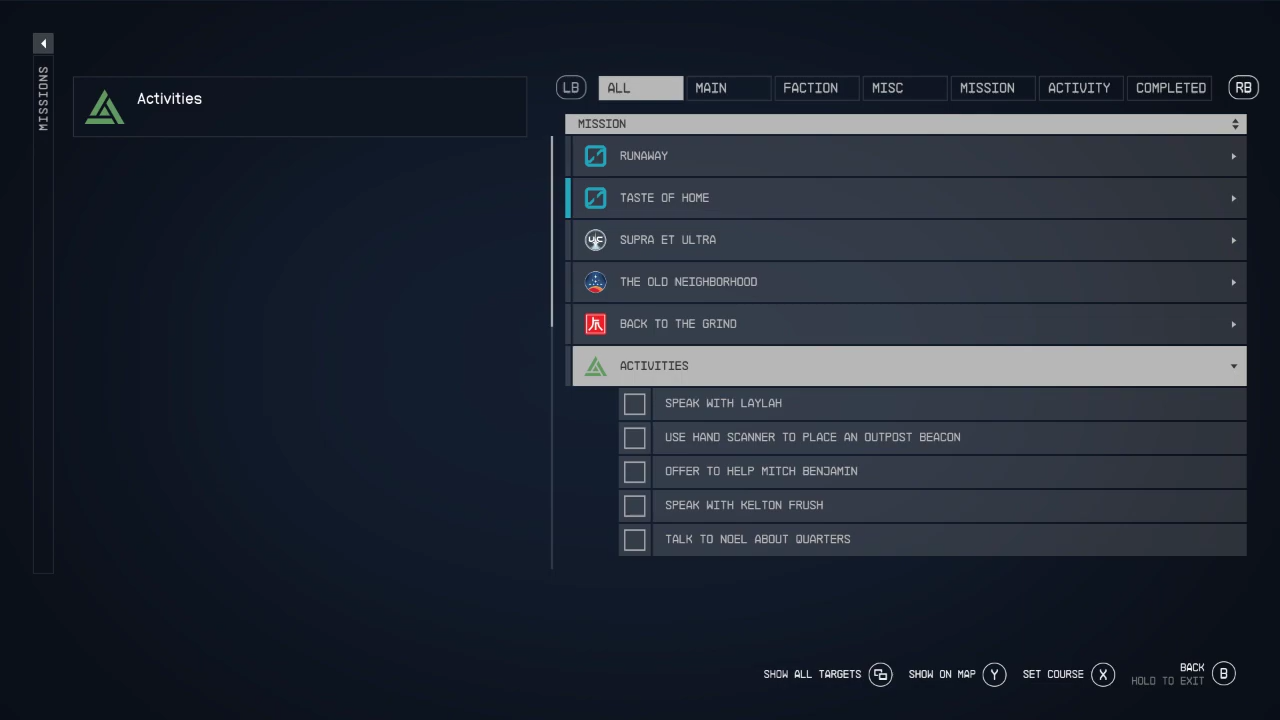 MISSIONS
Activities
LB ALL MAIN FACTION MISC MISSION ACTIVITY COMPLETED RB
MISSION
RUNAWAY
TASTE OF HOME
UC SUPRA ET ULTRA
THE OLD NEIGHBORHOOD
BACK TO THE GRIND
ACTIVITIES
SPEAK WITH LAYLAH
USE HAND SCANNER TO PLACE AN OUTPOST BEACON
OFFER TO HELP MITCH BENJAMIN
SPEAK WITH KELTON FRUSH
TALK TO NOEL ABOUT QUARTERS
SHOW ALL TARGETS SHOW ON MAP Y SET COURSE X BACK B
HOLD TO EXIT